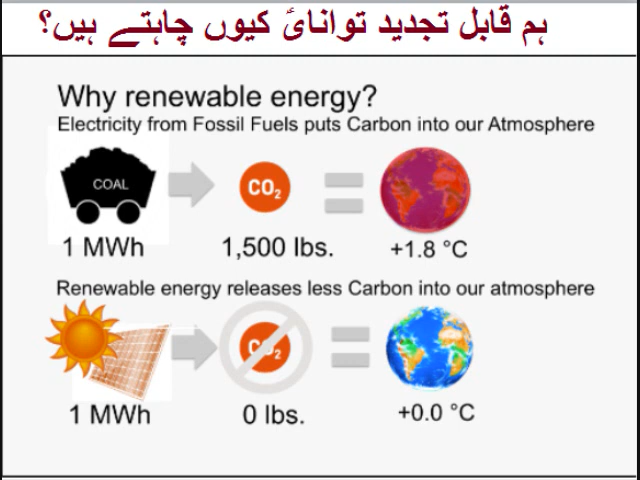 ہم قابل تجدید توانائ کیوں چاہتے ہیں؟
Why renewable energy?
Electricity from Fossil Fuels puts Carbon into our Atmosphere
COAL
CO₂
1 MWh 1,500 lbs. +1.8 °C
Renewable energy releases less Carbon into our atmosphere
CO₂
1 MWh 0 lbs. +0.0 °C